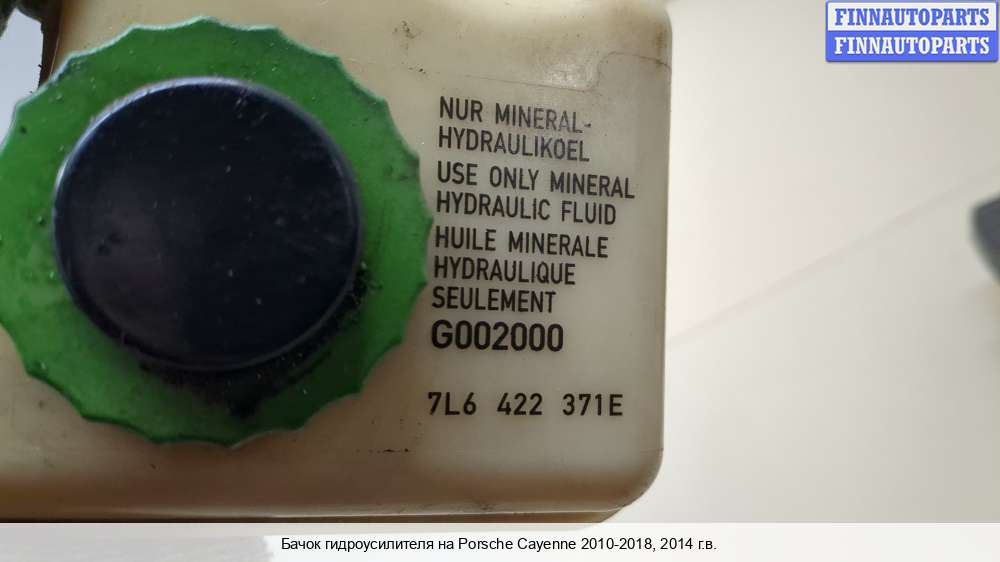 FINNAUTOPARTS
FINNAUTOPARTS
NUR MINERAL-
HYDRAULIKOEL
USE ONLY MINERAL
HYDRAULIC FLUID
HUILE MINERALE
HYDRAULIQUE
SEULEMENT
G002000
7L6 422 371E
Бачок гидроусилителя на Porsche Cayenne 2010-2018, 2014 г.в.